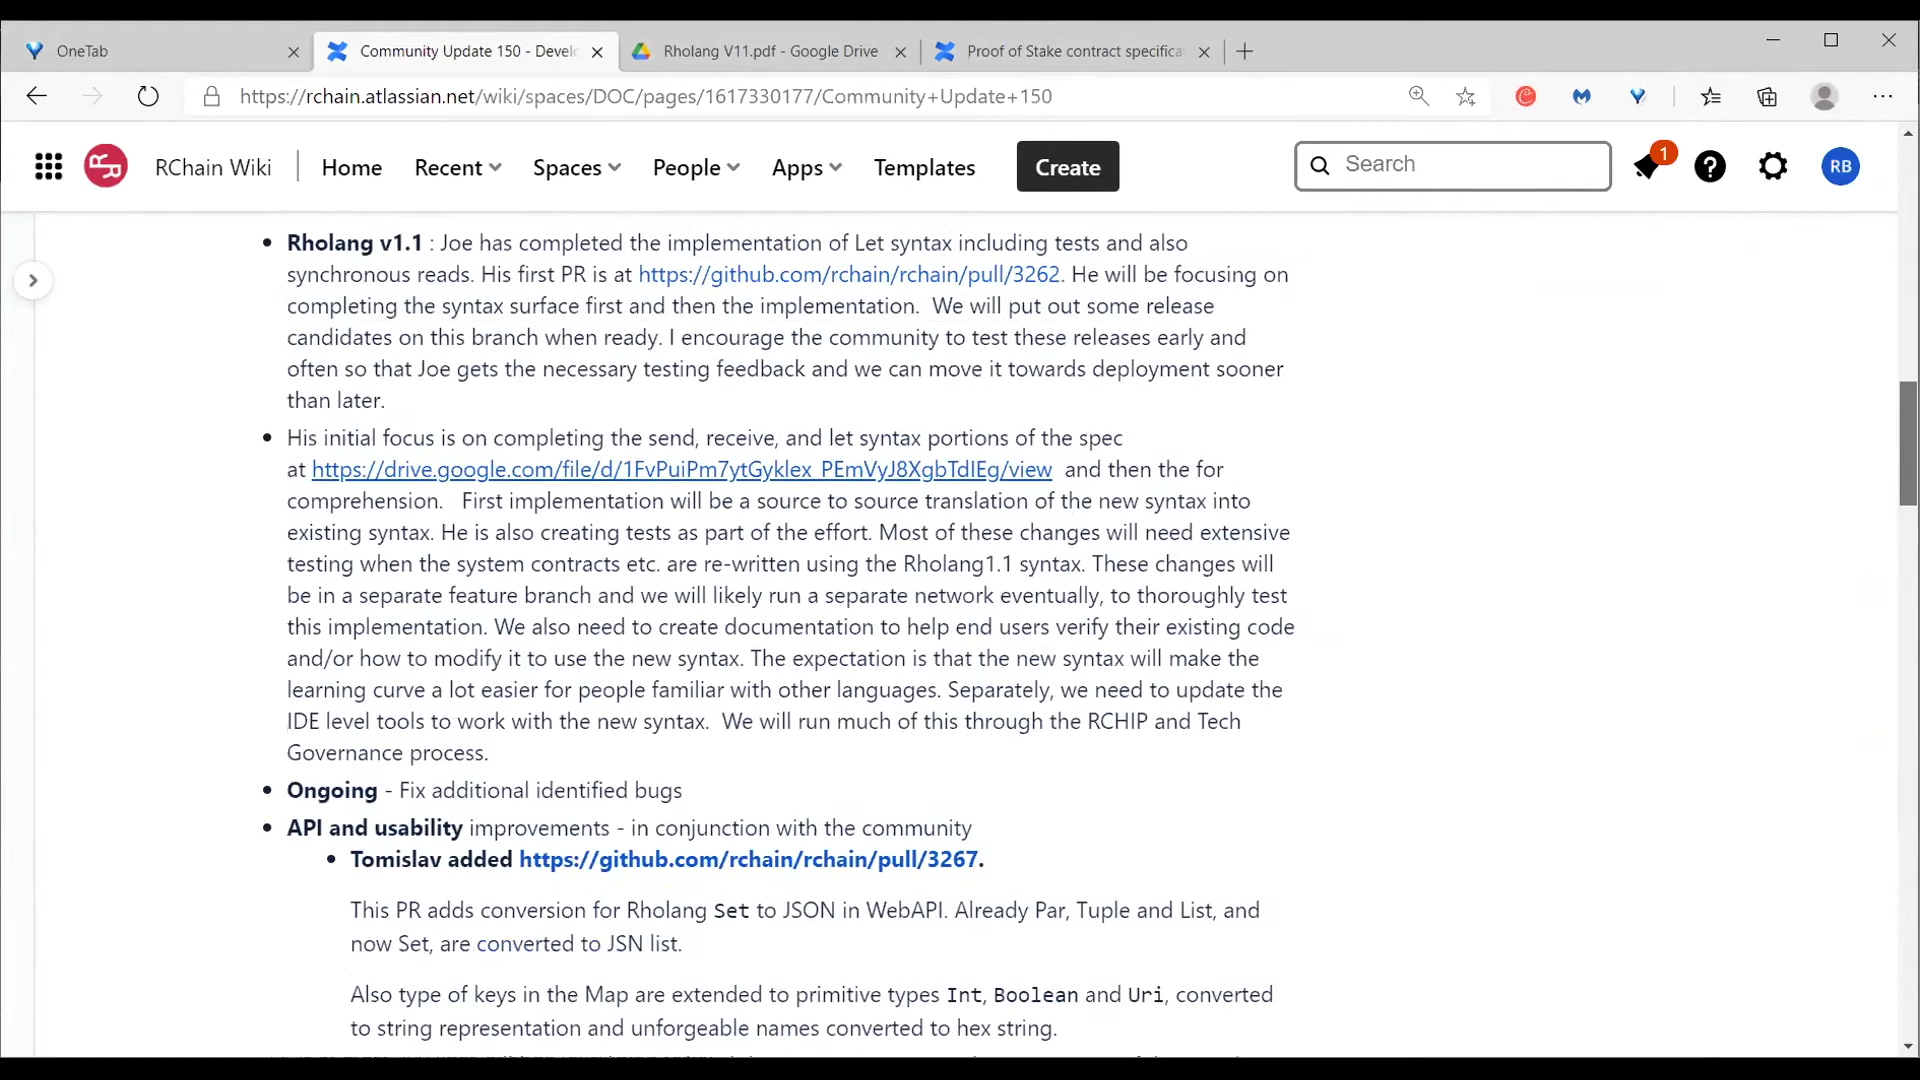 OneTab
Community Update 150 - Develo
Rholang V11.pdf - Google Drive
Proof of Stake contract specifica
https://rchain.atlassian.net/wiki/spaces/DOC/pages/1617330177/Community+Update+150
RChain Wiki
Home
Recent
Spaces
People
Apps
Templates
Create
Search
1
RB
Rholang v1.1 : Joe has completed the implementation of Let syntax including tests and also
synchronous reads. His first PR is at https://github.com/rchain/rchain/pull/3262. He will be focusing on
completing the syntax surface first and then the implementation. We will put out some release
candidates on this branch when ready. I encourage the community to test these releases early and
often so that Joe gets the necessary testing feedback and we can move it towards deployment sooner
than later.
His initial focus is on completing the send, receive, and let syntax portions of the spec
at https://drive.google.com/file/d/1FvPuiPm7ytGyklex_PEmVyJ8XgbTdlEg/view and then the for
comprehension. First implementation will be a source to source translation of the new syntax into
existing syntax. He is also creating tests as part of the effort. Most of these changes will need extensive
testing when the system contracts etc. are re-written using the Rholang1.1 syntax. These changes will
be in a separate feature branch and we will likely run a separate network eventually, to thoroughly test
this implementation. We also need to create documentation to help end users verify their existing code
and/or how to modify it to use the new syntax. The expectation is that the new syntax will make the
learning curve a lot easier for people familiar with other languages. Separately, we need to update the
IDE level tools to work with the new syntax. We will run much of this through the RCHIP and Tech
Governance process.
Ongoing - Fix additional identified bugs
API and usability improvements - in conjunction with the community
Tomislav added https://github.com/rchain/rchain/pull/3267.
This PR adds conversion for Rholang Set to JSON in WebAPI. Already Par, Tuple and List, and
now Set, are converted to JSN list.
Also type of keys in the Map are extended to primitive types Int, Boolean and Uri, converted
to string representation and unforgeable names converted to hex string.